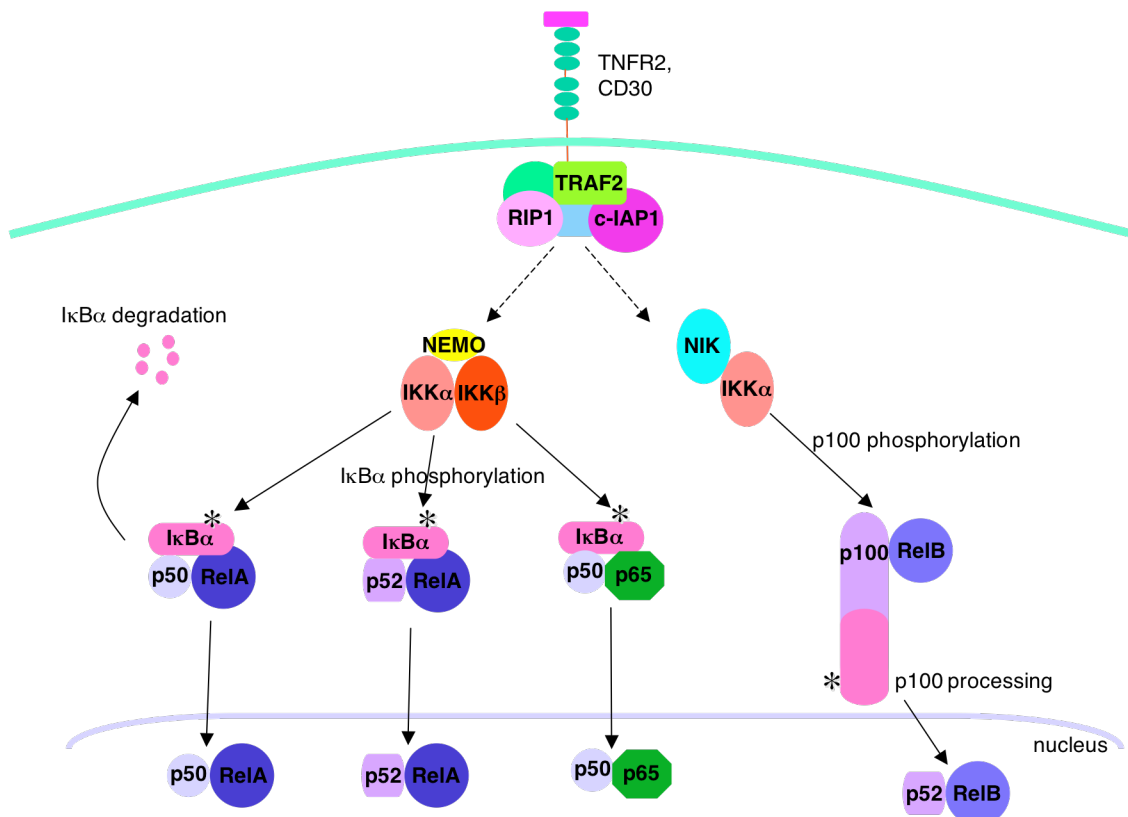 TNFR2,
CD30
TRAF2
RIP1
c-IAP1
IκBα degradation
NEMO
IKKα
IKKβ
NIK
IKKα
p100 phosphorylation
IκBα phosphorylation
*
IκBα
p50
RelA
*
IκBα
p52
RelA
*
IκBα
p50
p65
p100
RelB
*
p100 processing
nucleus
p50
RelA
p52
RelA
p50
p65
p52
RelB